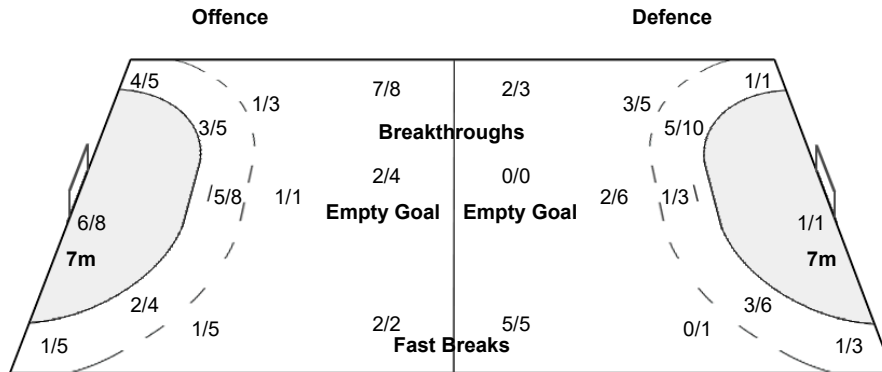 Offence Defence
4/5 7/8 2/3 1/1
1/3 3/5
3/5 Breakthroughs 5/10
2/4 0/0
5/8 1/1 2/6 1/3
Empty Goal Empty Goal
6/8 1/1
7m 7m
2/4 3/6
1/5 2/2 5/5 0/1
1/5 Fast Breaks 1/3